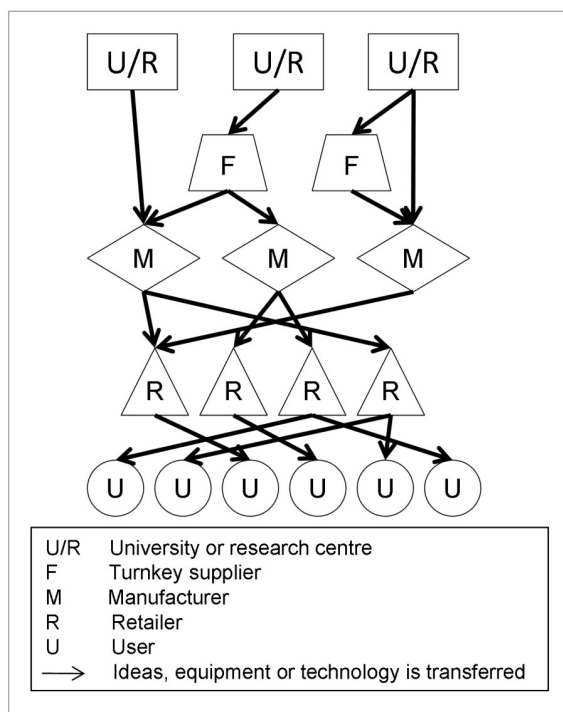 U/R U/R U/R
F F
M M M
R R R R
U U U U U U
U/R University or research centre
F Turnkey supplier
M Manufacturer
R Retailer
U User
Ideas, equipment or technology is transferred